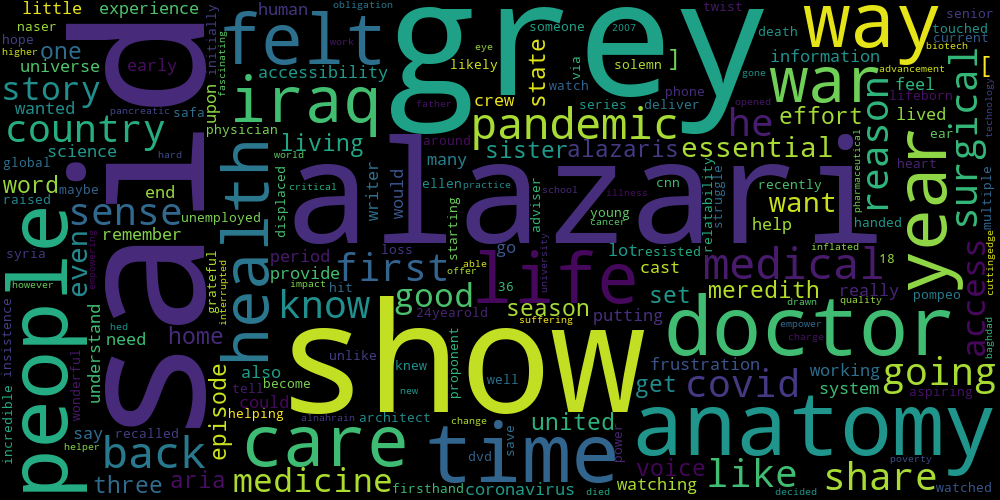 little experience
naser
hope
higher
one
universe
story
wanted
country
physician
science
safa
global
maybe
word
end
raised
sense
unemployed
even
remember
syria
however
people
understand
empowering
need
home
wonderful
incredible insistence
hed
say
back
recalled
helper
three
aria
said
early
pancreatic
initially
upon
fascinating
human
felt
iraq
accessibility
living
health
displaced
grateful
interrupted
period
provide
world
critical
impact
know
also
become
tell
could
helping
episode
care
medicine
alnahrain
architect
father
grey
via
someone
2007
state
solemn
]
likely
eye
series
watch
work
crew
deliver
phone
death
obligation
twist
pandemic
sister
alazaris
many
around
writer
would
ellen
practice
school
illness
cnn
adviser
young
cancer
relatability
struggle
starting
university
alazari
first
loss
go
resisted
lot
life
offer
able
36
suffering
hit
24yearold
good
season
cast
set
putting
unlike
knew
new
well
proponent
show
time
change
dvd
save
united
power
firsthand
coronavirus
died
watching
voice
way
war
he
information
effort
essential
recently
want
help
handed
medical
meredith
really
inflated
18
doctor
drawn
quality
empower
charge
frustration
get
covid
working
system
anatomy
like
share
decided
poverty
watched
aspiring
going
pompeo
baghdad
access
cuttingedge
multiple
year
surgical
reason
pharmaceutical
lived
ear
heart
lifeborn
feel
opened
gone
advancement
technology
[
biotech
touched
current
senior